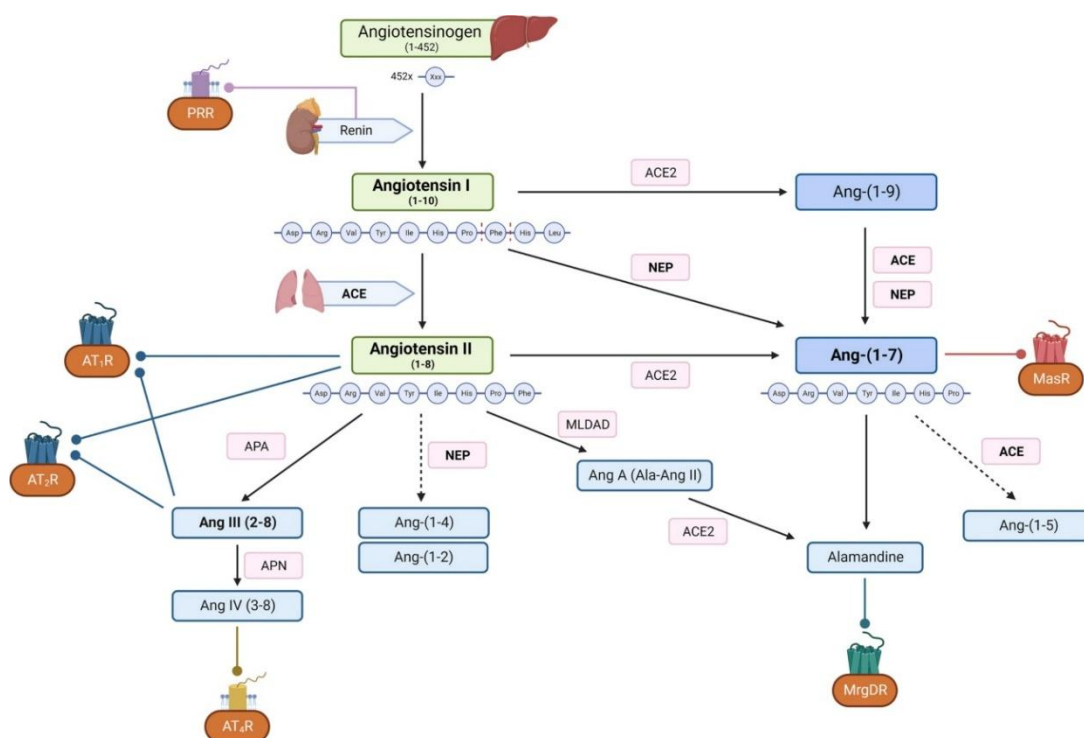 Angiotensinogen
(1-452)
452x Xxx
PRR
Renin
Angiotensin I
(1-10)
ACE2
Ang-(1-9)
Asp Arg Val Tyr Ile His Pro Phe His Leu
NEP
ACE
NEP
ACE
AT₁R
Angiotensin II
(1-8)
ACE2
Ang-(1-7)
MasR
Asp Arg Val Tyr Ile His Pro Phe
Asp Arg Val Tyr Ile His Pro
MLDAD
APA
NEP
ACE
AT₂R
Ang A (Ala-Ang II)
Ang III (2-8)
Ang-(1-4)
ACE2
Ang-(1-5)
Ang-(1-2)
Alamandine
APN
Ang IV (3-8)
MrgDR
AT₄R